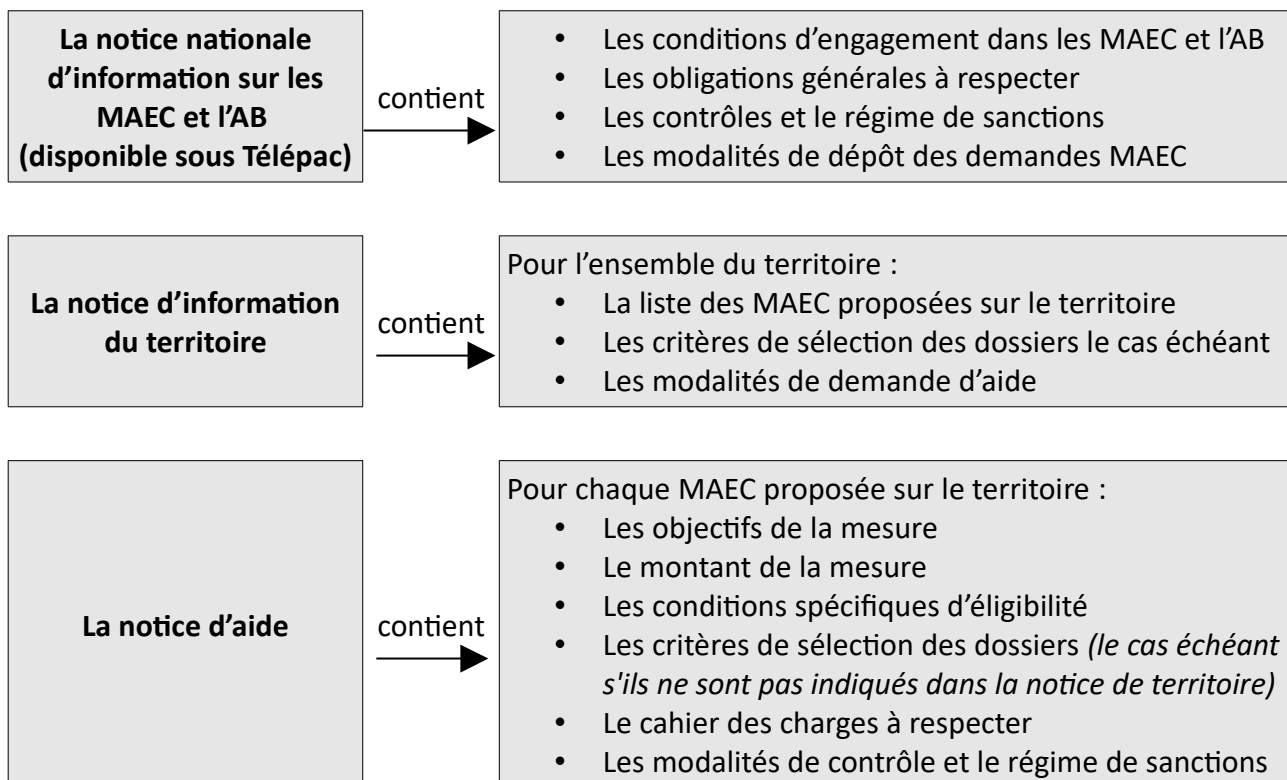 La notice nationale
d’information sur les
MAEC et l’AB
(disponible sous Télépac)
contient
• Les conditions d’engagement dans les MAEC et l’AB
• Les obligations générales à respecter
• Les contrôles et le régime de sanctions
• Les modalités de dépôt des demandes MAEC
La notice d’information
du territoire
contient
Pour l’ensemble du territoire :
• La liste des MAEC proposées sur le territoire
• Les critères de sélection des dossiers le cas échéant
• Les modalités de demande d’aide
La notice d’aide
contient
Pour chaque MAEC proposée sur le territoire :
• Les objectifs de la mesure
• Le montant de la mesure
• Les conditions spécifiques d’éligibilité
• Les critères de sélection des dossiers (le cas échéant
s'ils ne sont pas indiqués dans la notice de territoire)
• Le cahier des charges à respecter
• Les modalités de contrôle et le régime de sanctions